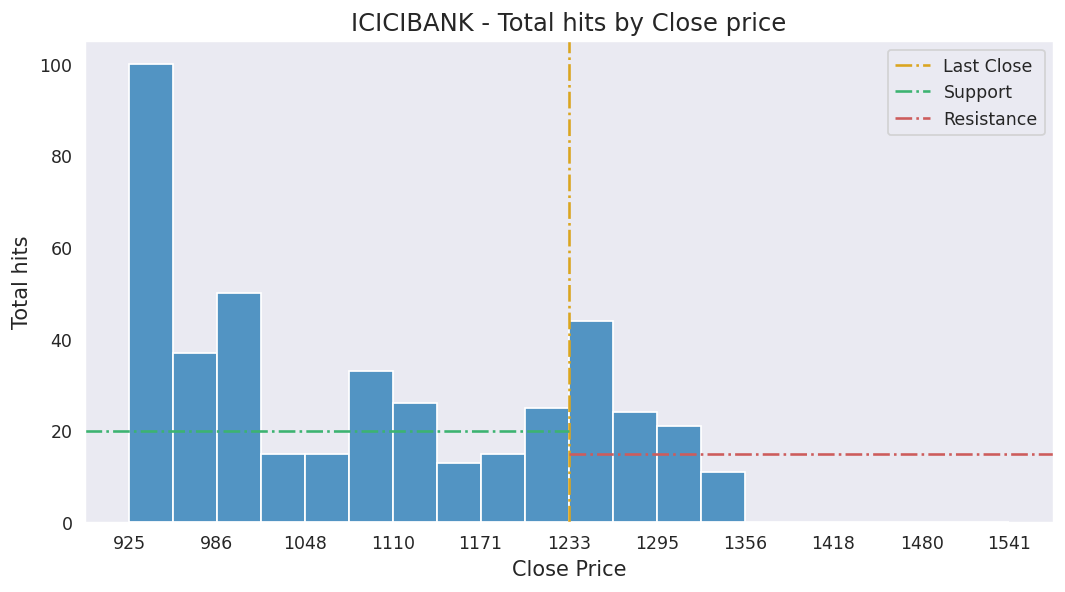 ICICIBANK - Total hits by Close price
Last Close
Support
Resistance
Total hits
100
80
60
40
20
0
925 986 1048 1110 1171 1233 1295 1356 1418 1480 1541
Close Price